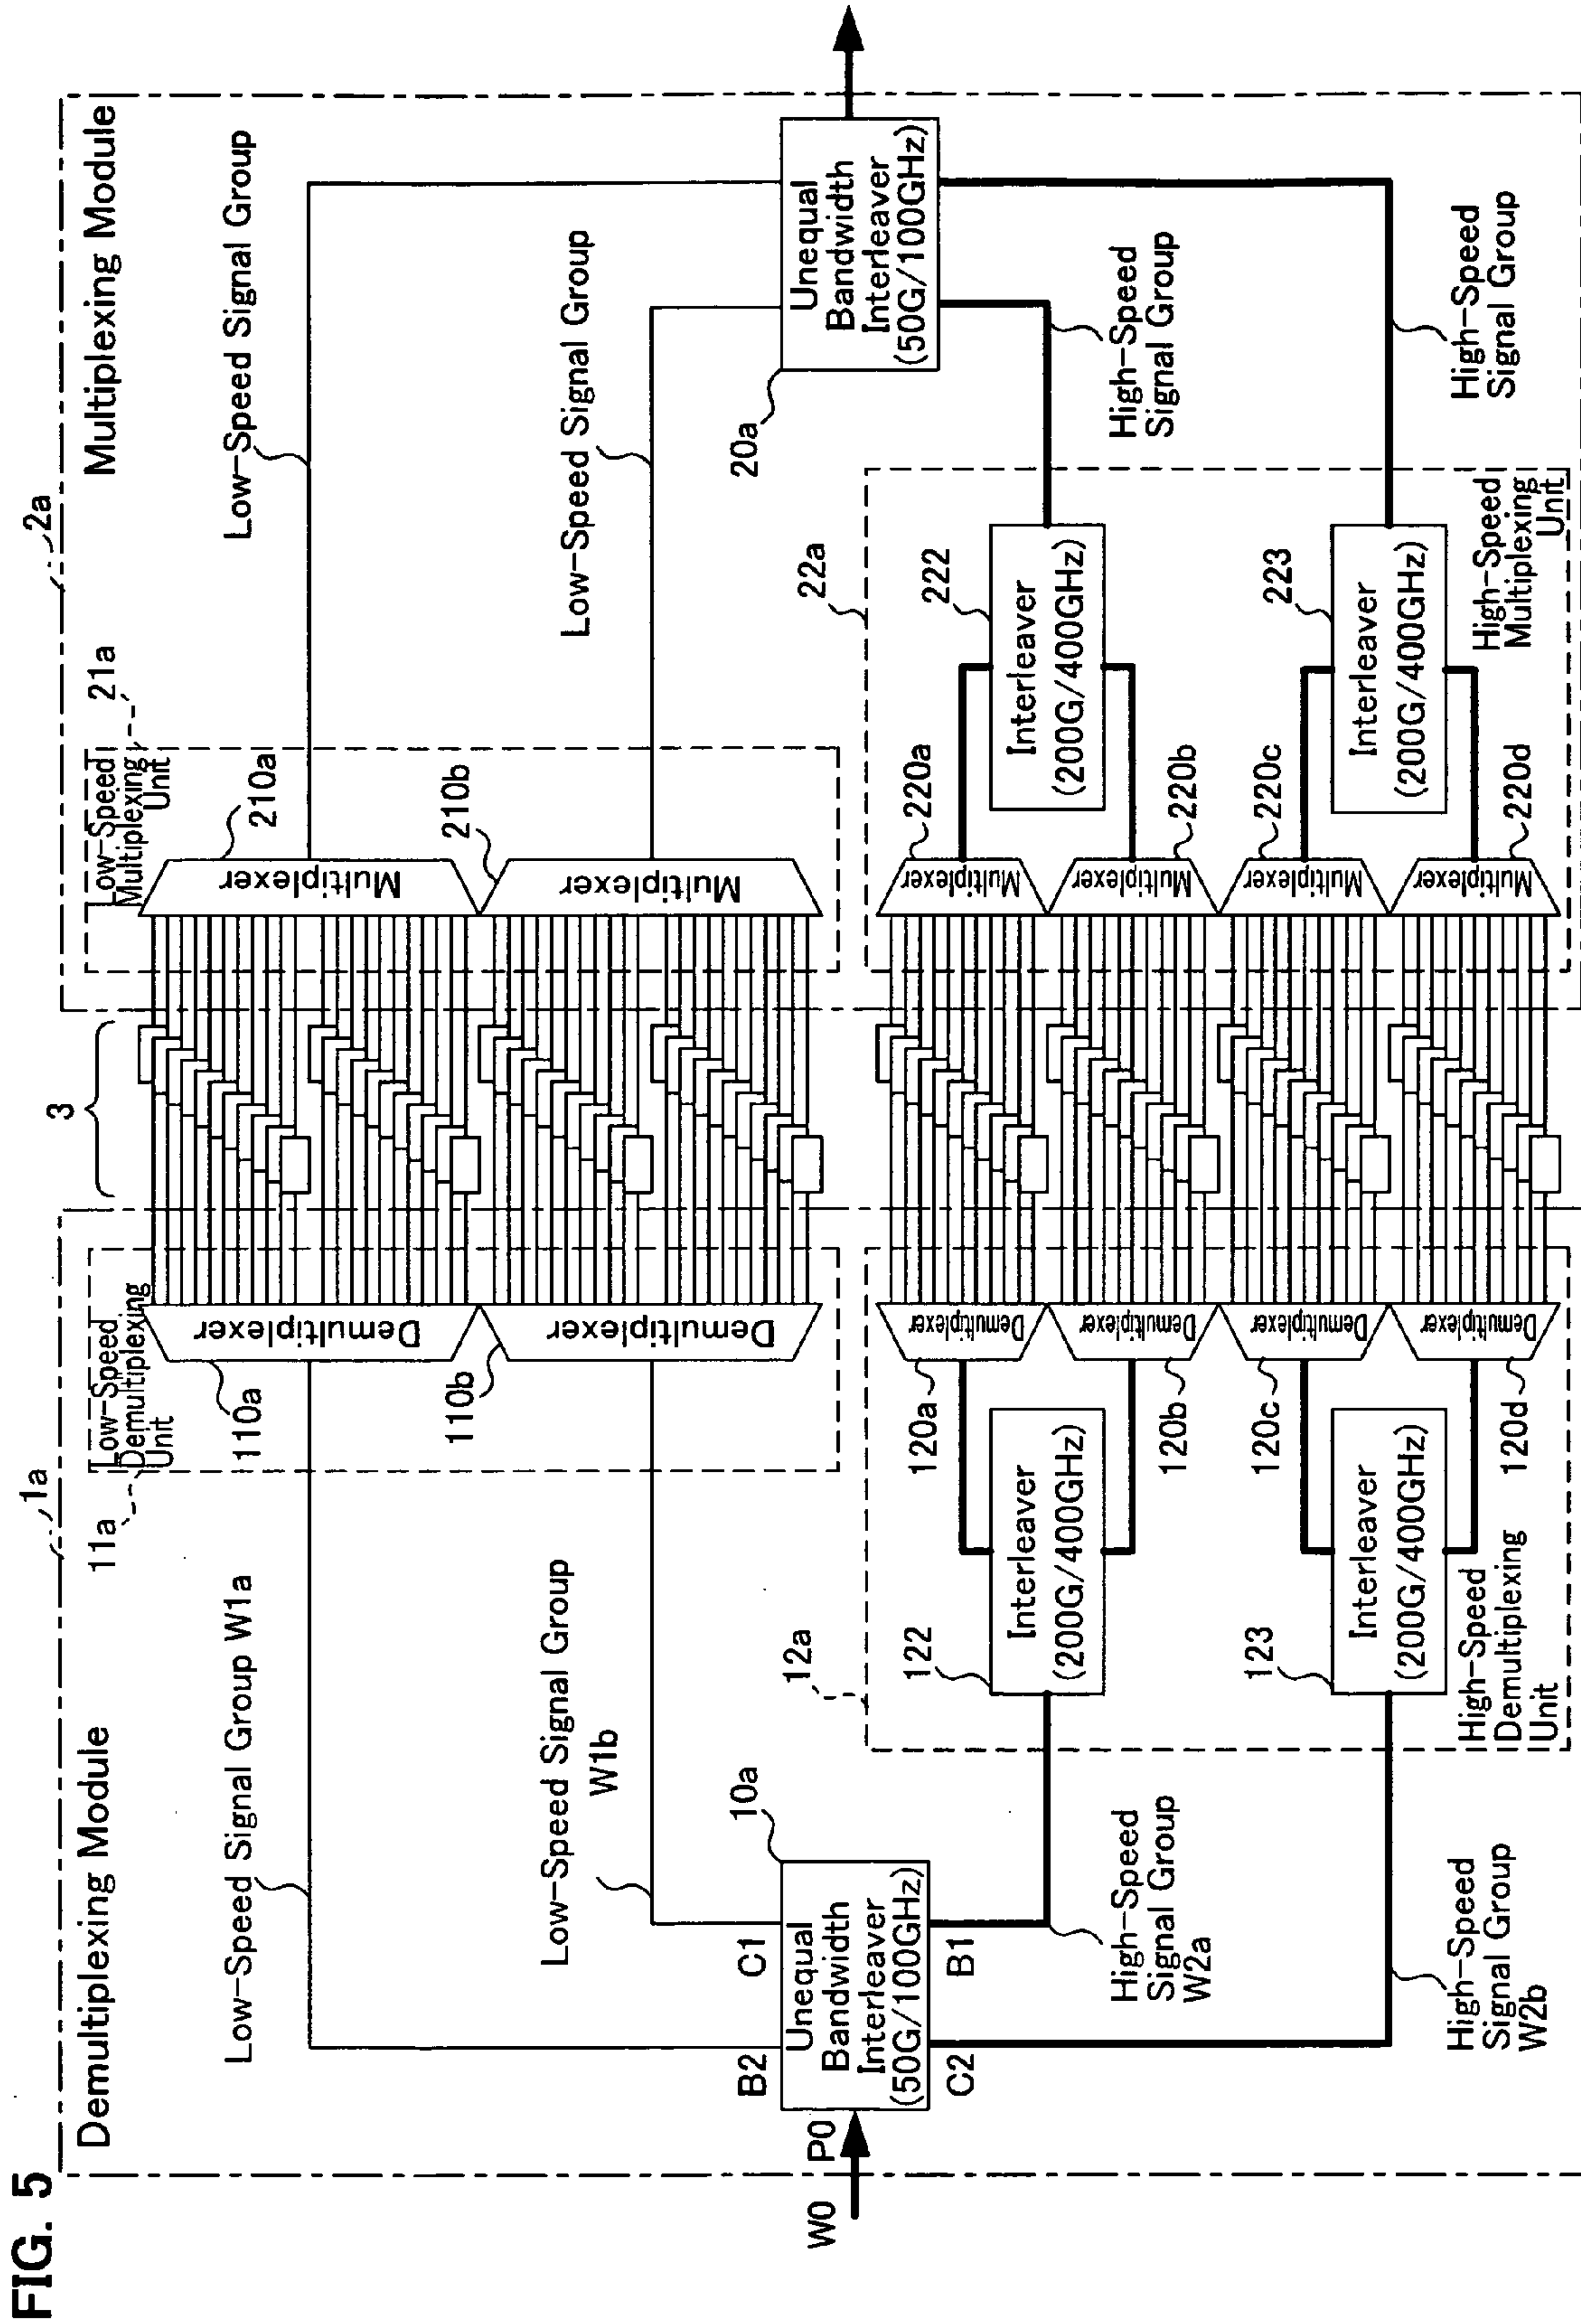 FIG. 5
1a
2a
Demultiplexing Module
Multiplexing Module
11a
Low-Speed
Demultiplexing
Unit
3
Low-Speed
Multiplexing
Unit
21a
Low-Speed Signal Group W1a
110a
Demultiplexer
Multiplexer
210a
Low-Speed Signal Group
Low-Speed Signal Group
W1b
110b
Demultiplexer
Multiplexer
210b
Low-Speed Signal Group
W0
P0
B2
C1
10a
Unequal
Bandwidth
Interleaver
(50G/100GHz)
C2
B1
20a
Unequal
Bandwidth
Interleaver
(50G/100GHz)
12a
22a
122
Interleaver
(200G/400GHz)
120a
Demultiplexer
Multiplexer
220a
222
Interleaver
(200G/400GHz)
High-Speed
Signal Group
W2a
120b
Demultiplexer
Multiplexer
220b
High-Speed
Signal Group
123
Interleaver
(200G/400GHz)
120c
Demultiplexer
Multiplexer
220c
223
Interleaver
(200G/400GHz)
High-Speed
Signal Group
W2b
High-Speed
Demultiplexing
Unit
120d
Demultiplexer
Multiplexer
220d
High-Speed
Multiplexing
Unit
High-Speed
Signal Group